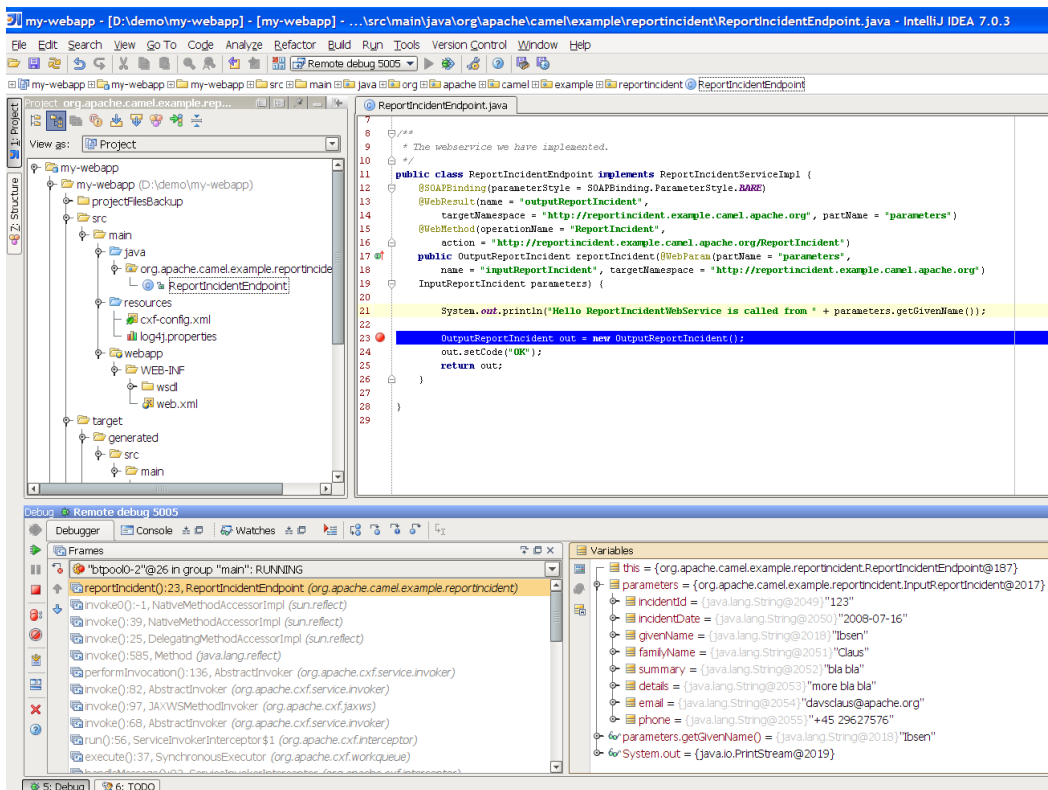 my-webapp - [D:\demo\my-webapp] - [my-webapp] - ...\src\main\java\org\apache\camel\example\reportincident\ReportIncidentEndpoint.java - IntelliJ IDEA 7.0.3
File Edit Search View Go To Code Analyze Refactor Build Run Tools Version Control Window Help
Remote debug 5005
my-webapp my-webapp my-webapp src main java org apache camel example reportincident ReportIncidentEndpoint
1: Project
Z: Structure
Project org.apache.camel.example.rep...
View as: Project
my-webapp
my-webapp (D:\demo\my-webapp)
projectFilesBackup
src
main
java
org.apache.camel.example.reportincide
ReportIncidentEndpoint
resources
cxf-config.xml
log4j.properties
webapp
WEB-INF
wsdl
web.xml
target
generated
src
main
ReportIncidentEndpoint.java
7
8 /**
9 * The webservice we have implemented.
10 */
11 public class ReportIncidentEndpoint implements ReportIncidentServiceImpl {
12 @SOAPBinding(parameterStyle = SOAPBinding.ParameterStyle.BARE)
13 @WebResult(name = "outputReportIncident",
14 targetNamespace = "http://reportincident.example.camel.apache.org", partName = "parameters")
15 @WebMethod(operationName = "ReportIncident",
16 action = "http://reportincident.example.camel.apache.org/ReportIncident")
17 public OutputReportIncident reportIncident(@WebParam(partName = "parameters",
18 name = "inputReportIncident", targetNamespace = "http://reportincident.example.camel.apache.org")
19 InputReportIncident parameters) {
20
21 System.out.println("Hello ReportIncidentWebService is called from " + parameters.getGivenName());
22
23 OutputReportIncident out = new OutputReportIncident();
24 out.setCode("OK");
25 return out;
26 }
27
28 }
29
Debug Remote debug 5005
Debugger Console Watches
Frames
"btpool0-2"@26 in group "main": RUNNING
reportIncident():23, ReportIncidentEndpoint (org.apache.camel.example.reportincident)
invoke0():-1, NativeMethodAccessorImpl (sun.reflect)
invoke():39, NativeMethodAccessorImpl (sun.reflect)
invoke():25, DelegatingMethodAccessorImpl (sun.reflect)
invoke():585, Method (java.lang.reflect)
performInvocation():136, AbstractInvoker (org.apache.cxf.service.invoker)
invoke():82, AbstractInvoker (org.apache.cxf.service.invoker)
invoke():97, JAXWSMethodInvoker (org.apache.cxf.jaxws)
invoke():68, AbstractInvoker (org.apache.cxf.service.invoker)
run():56, ServiceInvokerInterceptor$1 (org.apache.cxf.interceptor)
execute():37, SynchronousExecutor (org.apache.cxf.workqueue)
Variables
this = {org.apache.camel.example.reportincident.ReportIncidentEndpoint@187}
parameters = {org.apache.camel.example.reportincident.InputReportIncident@2017}
incidentId = {java.lang.String@2049}"123"
incidentDate = {java.lang.String@2050}"2008-07-16"
givenName = {java.lang.String@2018}"Ibsen"
familyName = {java.lang.String@2051}"Claus"
summary = {java.lang.String@2052}"bla bla"
details = {java.lang.String@2053}"more bla bla"
email = {java.lang.String@2054}"davsclaus@apache.org"
phone = {java.lang.String@2055}"+45 29627576"
parameters.getGivenName() = {java.lang.String@2018}"Ibsen"
System.out = {java.io.PrintStream@2019}
5: Debug 6: TODO